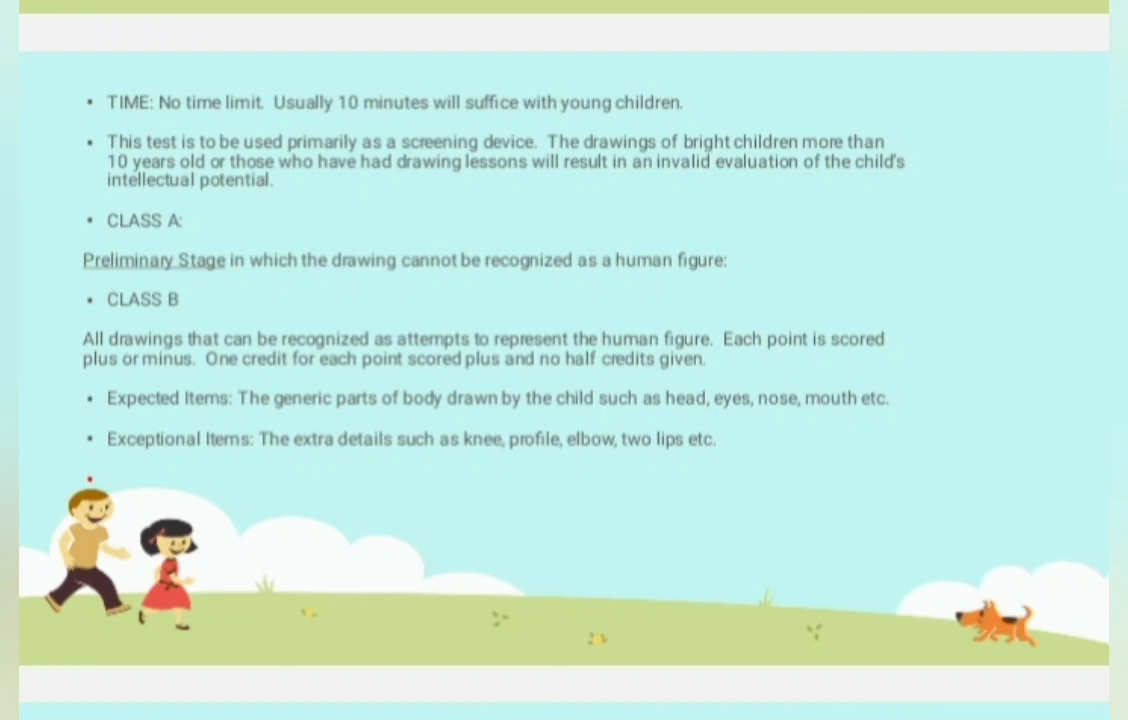 • TIME: No time limit. Usually 10 minutes will suffice with young children.
• This test is to be used primarily as a screening device. The drawings of bright children more than
10 years old or those who have had drawing lessons will result in an invalid evaluation of the child's
intellectual potential.
• CLASS A:
Preliminary Stage in which the drawing cannot be recognized as a human figure:
• CLASS B
All drawings that can be recognized as attempts to represent the human figure. Each point is scored
plus or minus. One credit for each point scored plus and no half credits given.
• Expected Items: The generic parts of body drawn by the child such as head, eyes, nose, mouth etc.
• Exceptional Items: The extra details such as knee, profile, elbow, two lips etc.